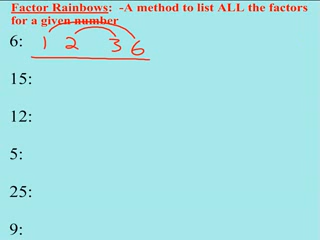 Factor Rainbows: -A method to list ALL the factors
for a given number
6: 1 2 3 6
15:
12:
5:
25:
9: